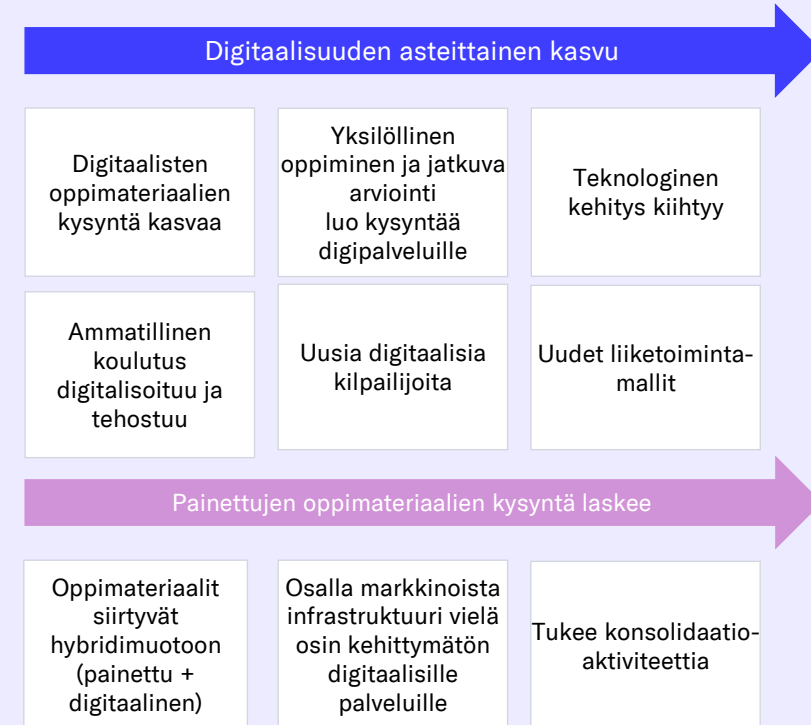 Digitaalisuuden asteittainen kasvu
Digitaalisten
oppimateriaalien
kysyntä kasvaa
Yksilöllinen
oppiminen ja jatkuva
arviointi
luo kysyntää
digipalveluille
Teknologinen
kehitys kiihtyy
Ammatillinen
koulutus
digitalisoituu ja
tehostuu
Uusia digitaalisia
kilpailijoita
Uudet liiketoiminta-
mallit
Painettujen oppimateriaalien kysyntä laskee
Oppimateriaalit
siirtyvät
hybridimuotoon
(painettu +
digitaalinen)
Osalla markkinoista
infrastruktuuri vielä
osin kehittymätön
digitaalisille
palveluille
Tukee konsolidaatio-
aktiviteettia